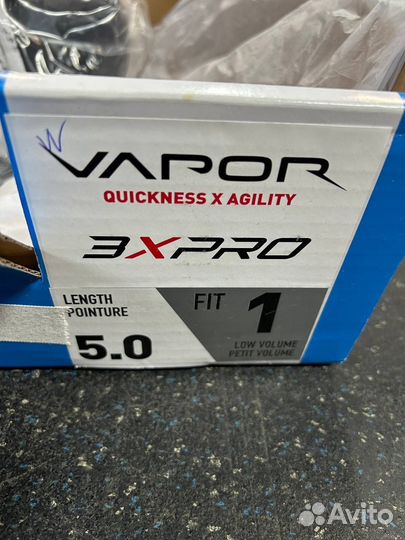 W
VAPOR
QUICKNESS X AGILITY
3XPRO
LENGTH
POINTURE
5.0
FIT 1
LOW VOLUME
PETIT VOLUME
Avito